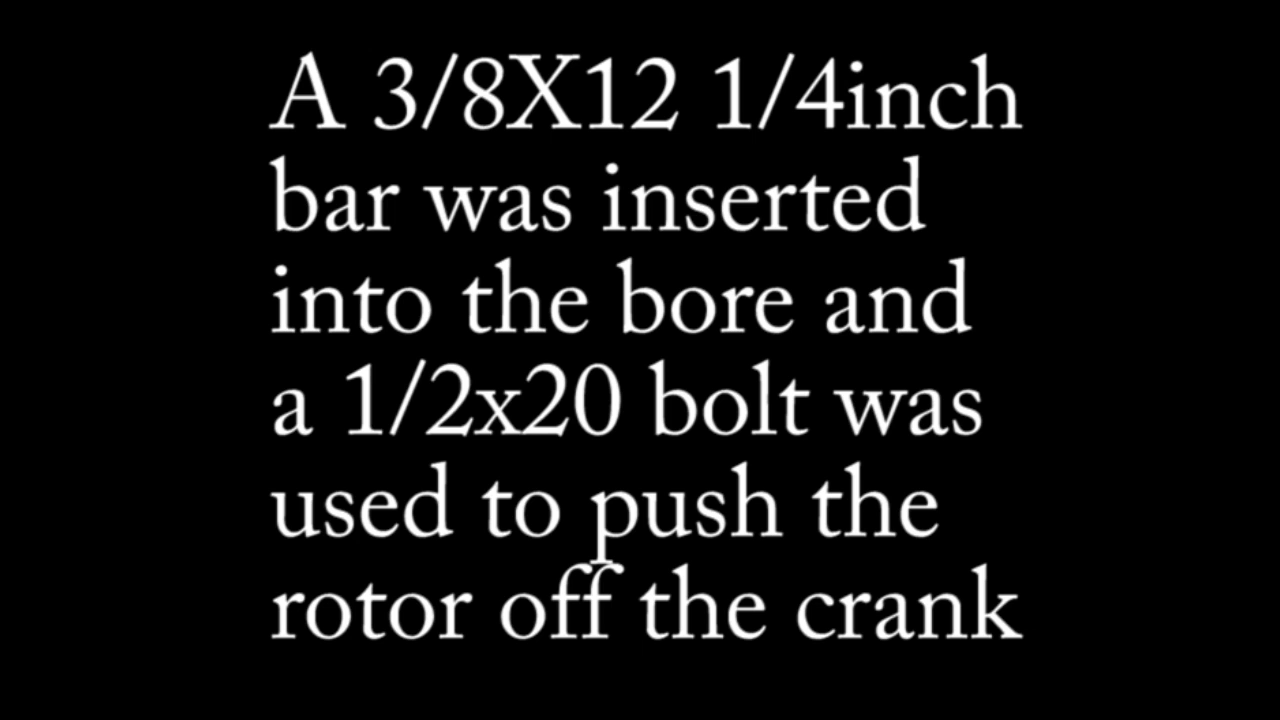 A 3/8X12 1/4inch
bar was inserted
into the bore and
a 1/2x20 bolt was
used to push the
rotor off the crank